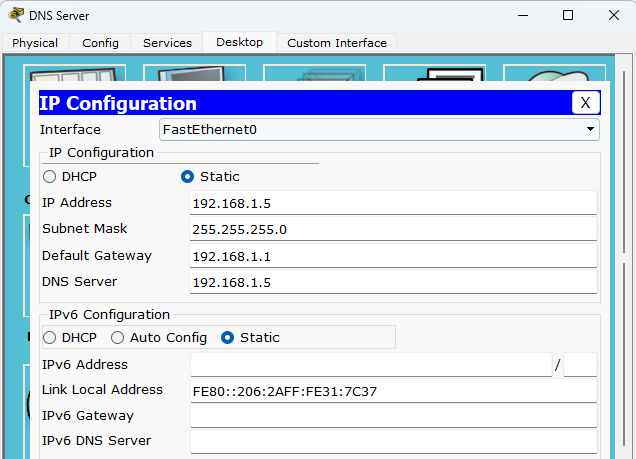 DNS Server
Physical Config Services Desktop Custom Interface
IP Configuration X
Interface FastEthernet0
IP Configuration
DHCP Static
IP Address 192.168.1.5
Subnet Mask 255.255.255.0
Default Gateway 192.168.1.1
DNS Server 192.168.1.5
IPv6 Configuration
DHCP Auto Config Static
IPv6 Address /
Link Local Address FE80::206:2AFF:FE31:7C37
IPv6 Gateway
IPv6 DNS Server